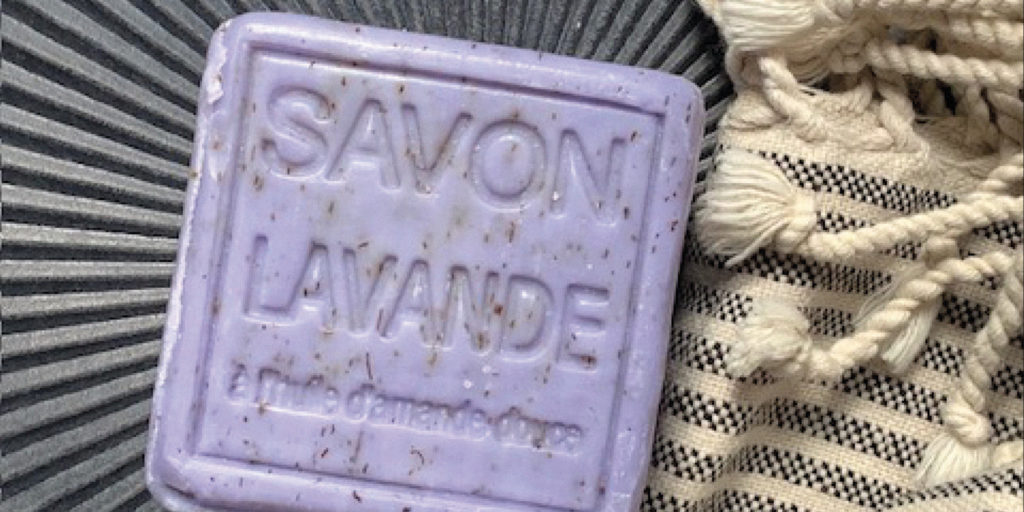 SAVON
LAVANDE
à l'huile d'amande douce